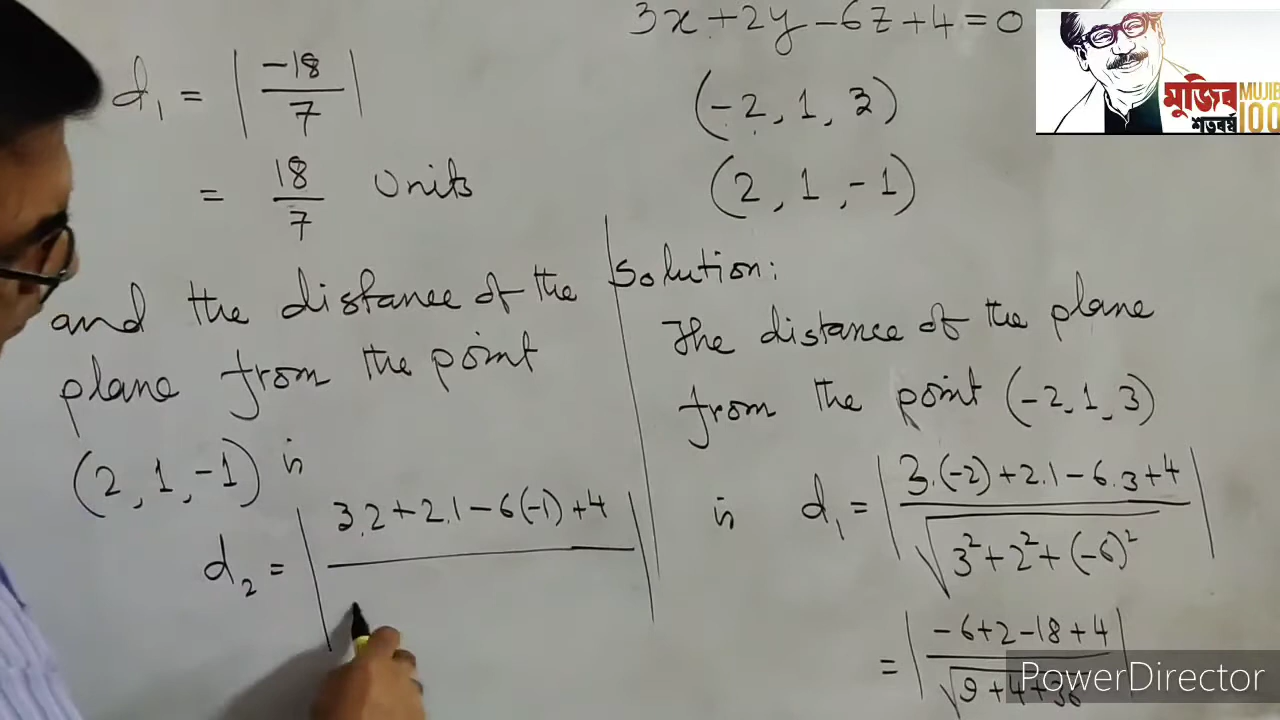 3x+2y-6z+4=0
(-2, 1, 3)
(2, 1, -1)
Solution:
The distance of the plane
from the point (-2, 1, 3)
is d₁ = |3.(-2)+2.1-6.3+4 / √(3²+2²+(-6)²)|
= |-6+2-18+4 / √(9+4+36)|
d₁ = |-18/7|
= 18/7 Units
and the distance of the
plane from the point
(2, 1, -1) is
d₂ = |3.2+2.1-6(-1)+4
মুজিব
শতবর্ষ
MUJIB
100
PowerDirector